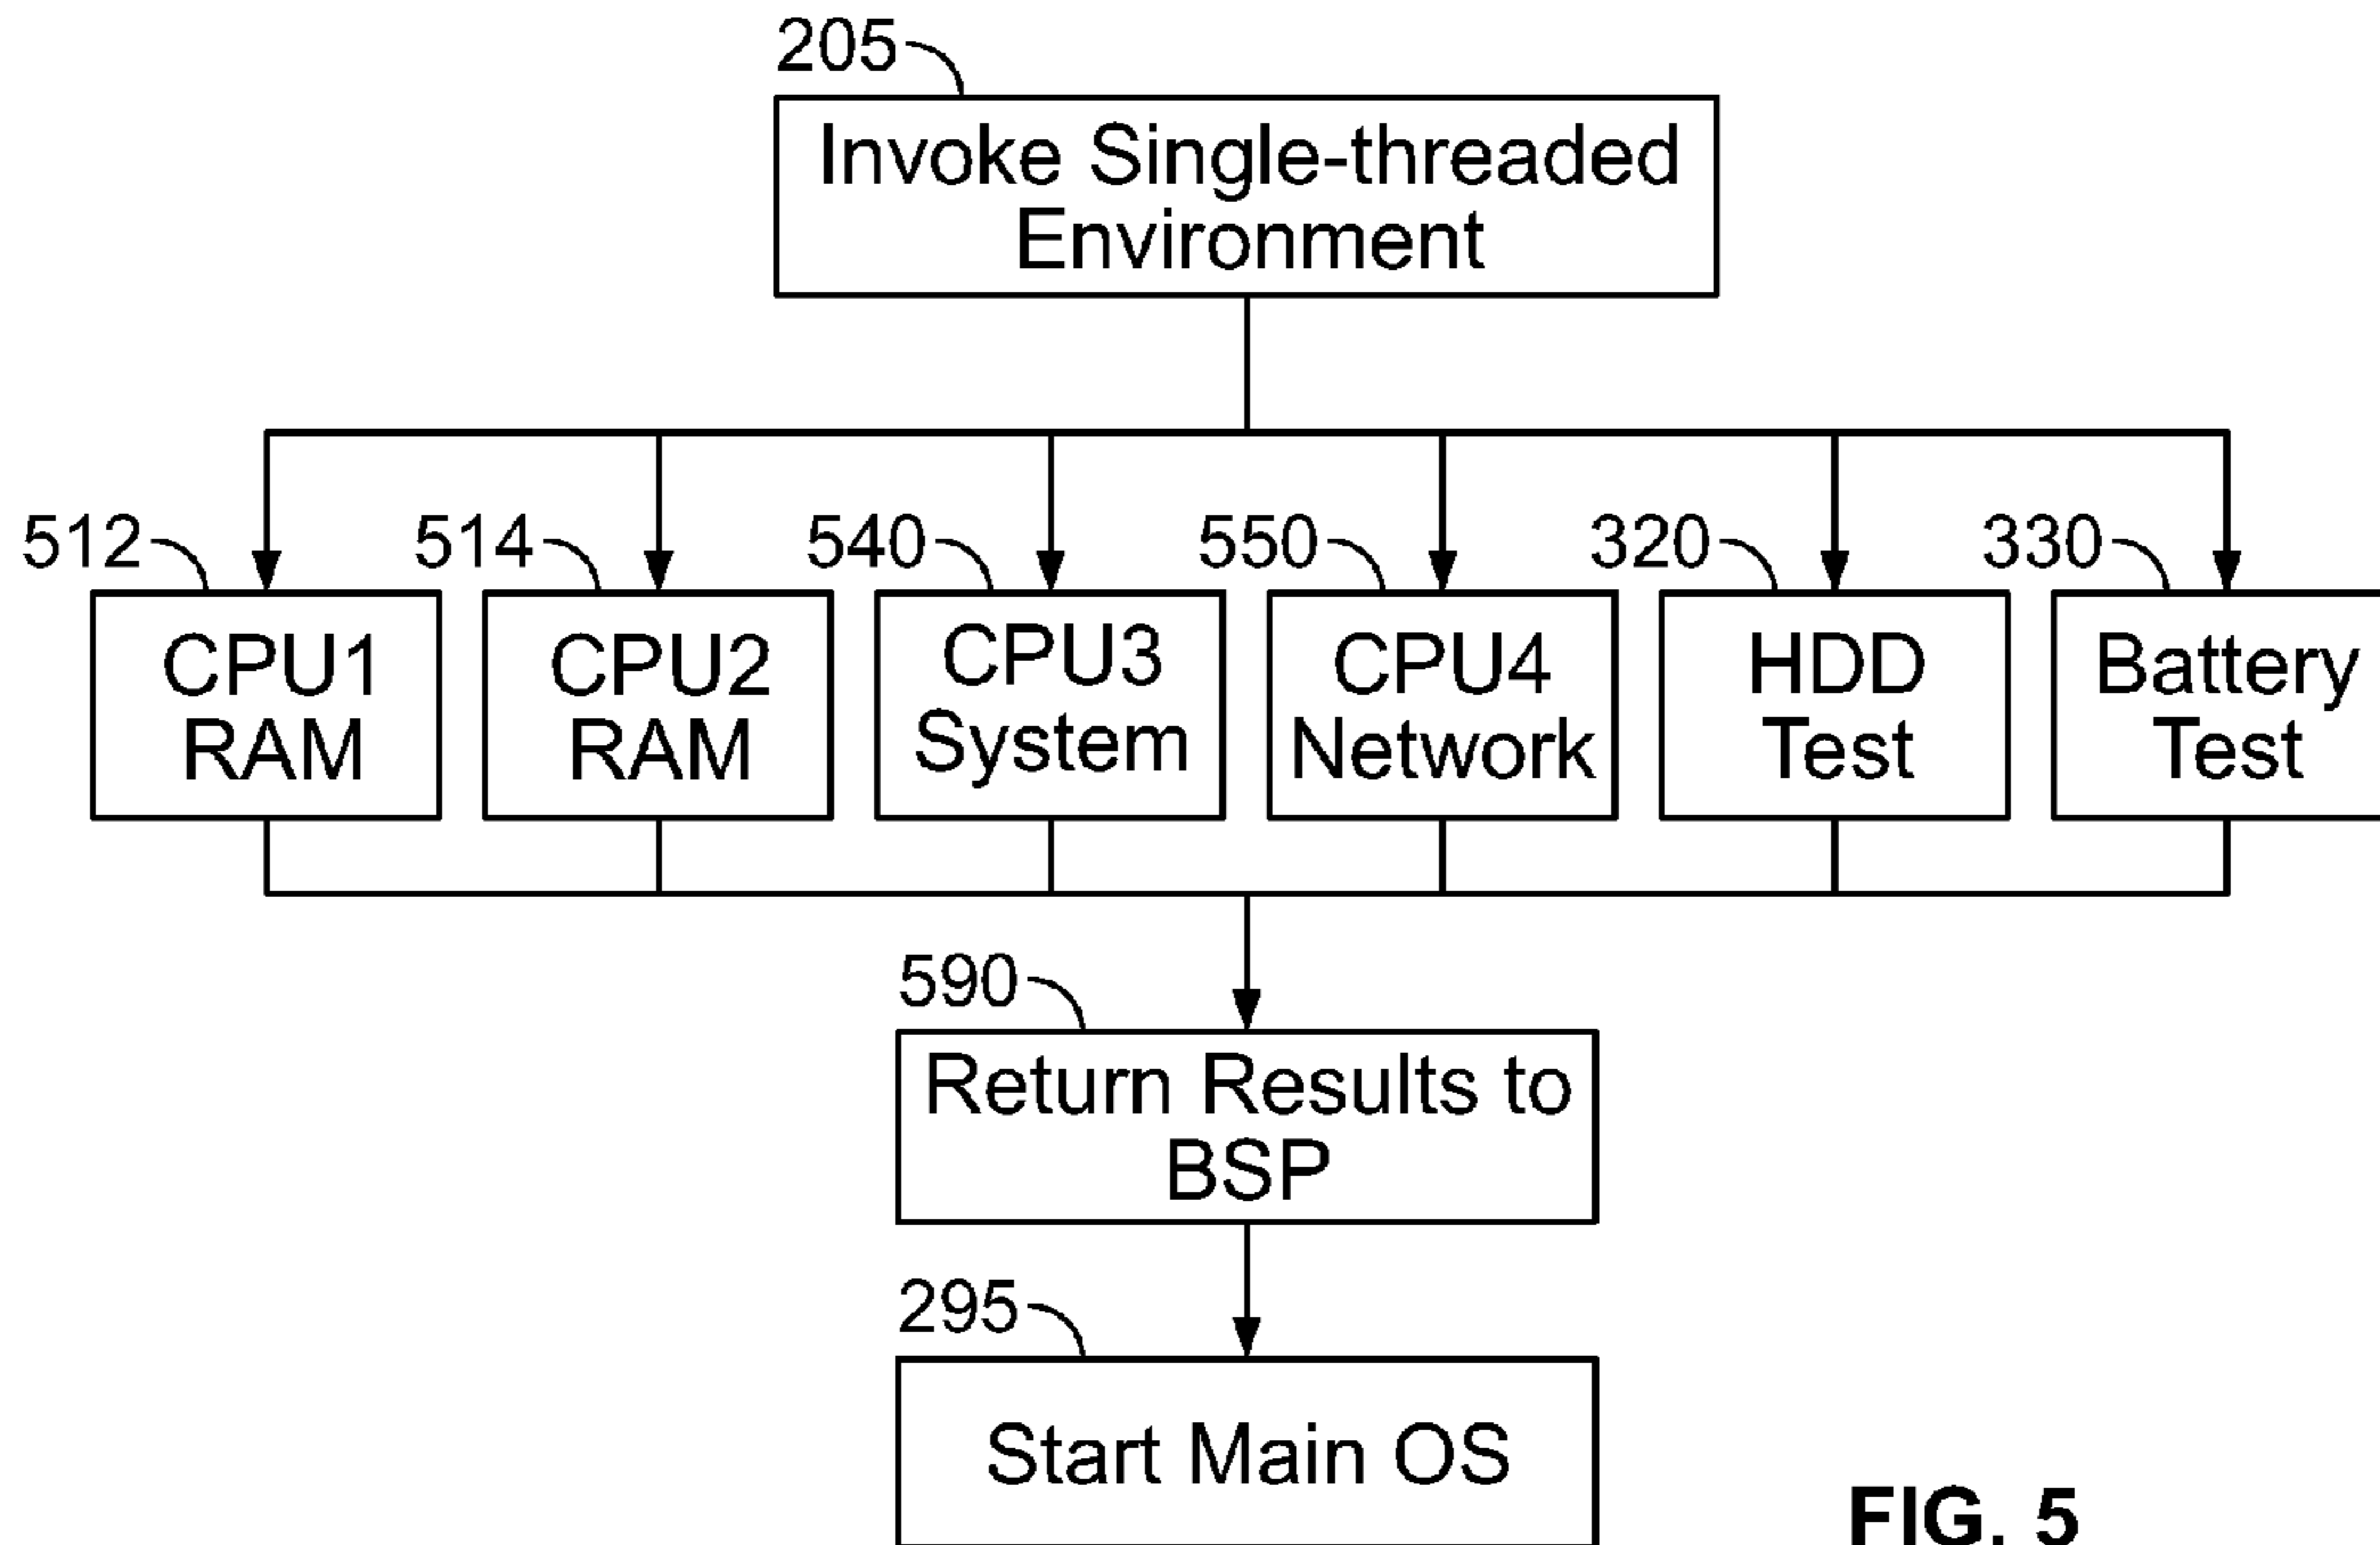 205
Invoke Single-threaded
Environment
512
CPU1
RAM
514
CPU2
RAM
540
CPU3
System
550
CPU4
Network
320
HDD
Test
330
Battery
Test
590
Return Results to
BSP
295
Start Main OS
FIG. 5